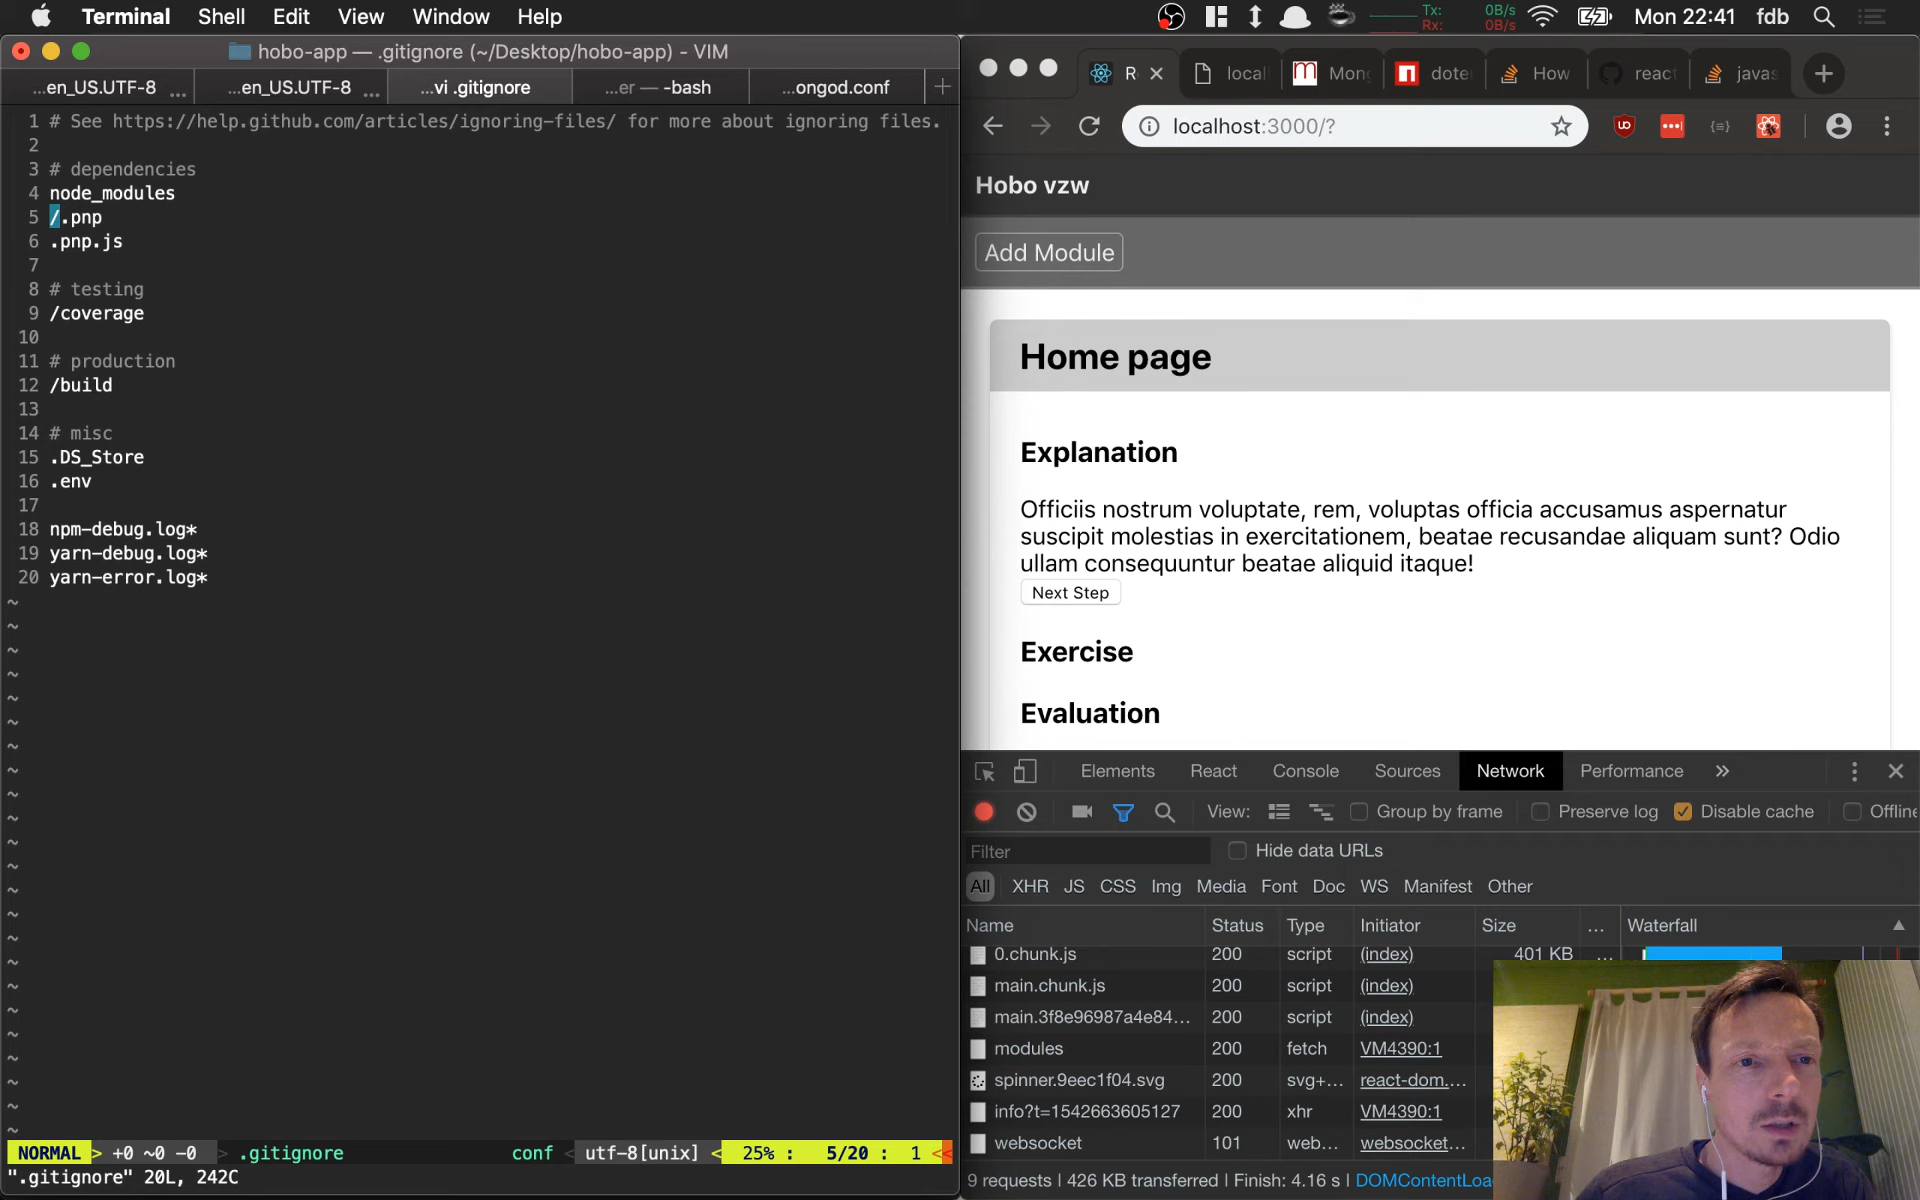 Terminal Shell Edit View Window Help
Tx: 0B/s
Rx: 0B/s
Mon 22:41 fdb
hobo-app — .gitignore (~/Desktop/hobo-app) - VIM
...en_US.UTF-8 ...
...en_US.UTF-8 ...
...vi .gitignore
...er — -bash
...ongod.conf
1 # See https://help.github.com/articles/ignoring-files/ for more about ignoring files.
2
3 # dependencies
4 node_modules
5 /.pnp
6 .pnp.js
7
8 # testing
9 /coverage
10
11 # production
12 /build
13
14 # misc
15 .DS_Store
16 .env
17
18 npm-debug.log*
19 yarn-debug.log*
20 yarn-error.log*
NORMAL > +0 ~0 -0 > .gitignore conf < utf-8[unix] < 25% : 5/20 : 1
".gitignore" 20L, 242C
R local Mong dote How react javas
localhost:3000/?
Hobo vzw
Add Module
Home page
Explanation
Officiis nostrum voluptate, rem, voluptas officia accusamus aspernatur
suscipit molestias in exercitationem, beatae recusandae aliquam sunt? Odio
ullam consequuntur beatae aliquid itaque!
Next Step
Exercise
Evaluation
Elements React Console Sources Network Performance »
View: Group by frame Preserve log Disable cache Offline
Filter Hide data URLs
All XHR JS CSS Img Media Font Doc WS Manifest Other
Name Status Type Initiator Size ... Waterfall
0.chunk.js 200 script (index) 401 KB ...
main.chunk.js 200 script (index)
main.3f8e96987a4e84... 200 script (index)
modules 200 fetch VM4390:1
spinner.9eec1f04.svg 200 svg+... react-dom....
info?t=1542663605127 200 xhr VM4390:1
websocket 101 web... websocket...
9 requests | 426 KB transferred | Finish: 4.16 s | DOMContentLoa